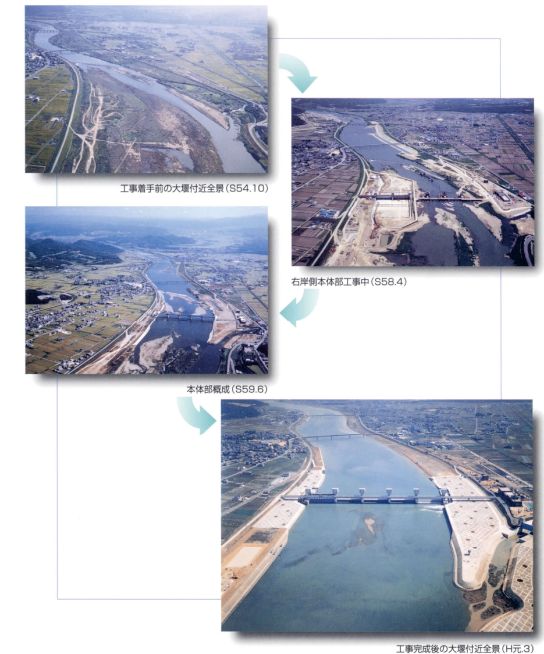 工事着手前の大堰付近全景(S54.10)
右岸側本体部工事中(S58.4)
本体部概成(S59.6)
工事完成後の大堰付近全景(H元.3)